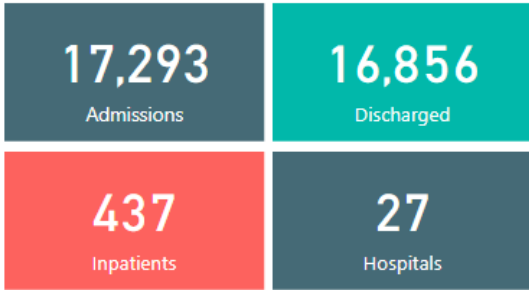 17,293
Admissions
16,856
Discharged
437
Inpatients
27
Hospitals